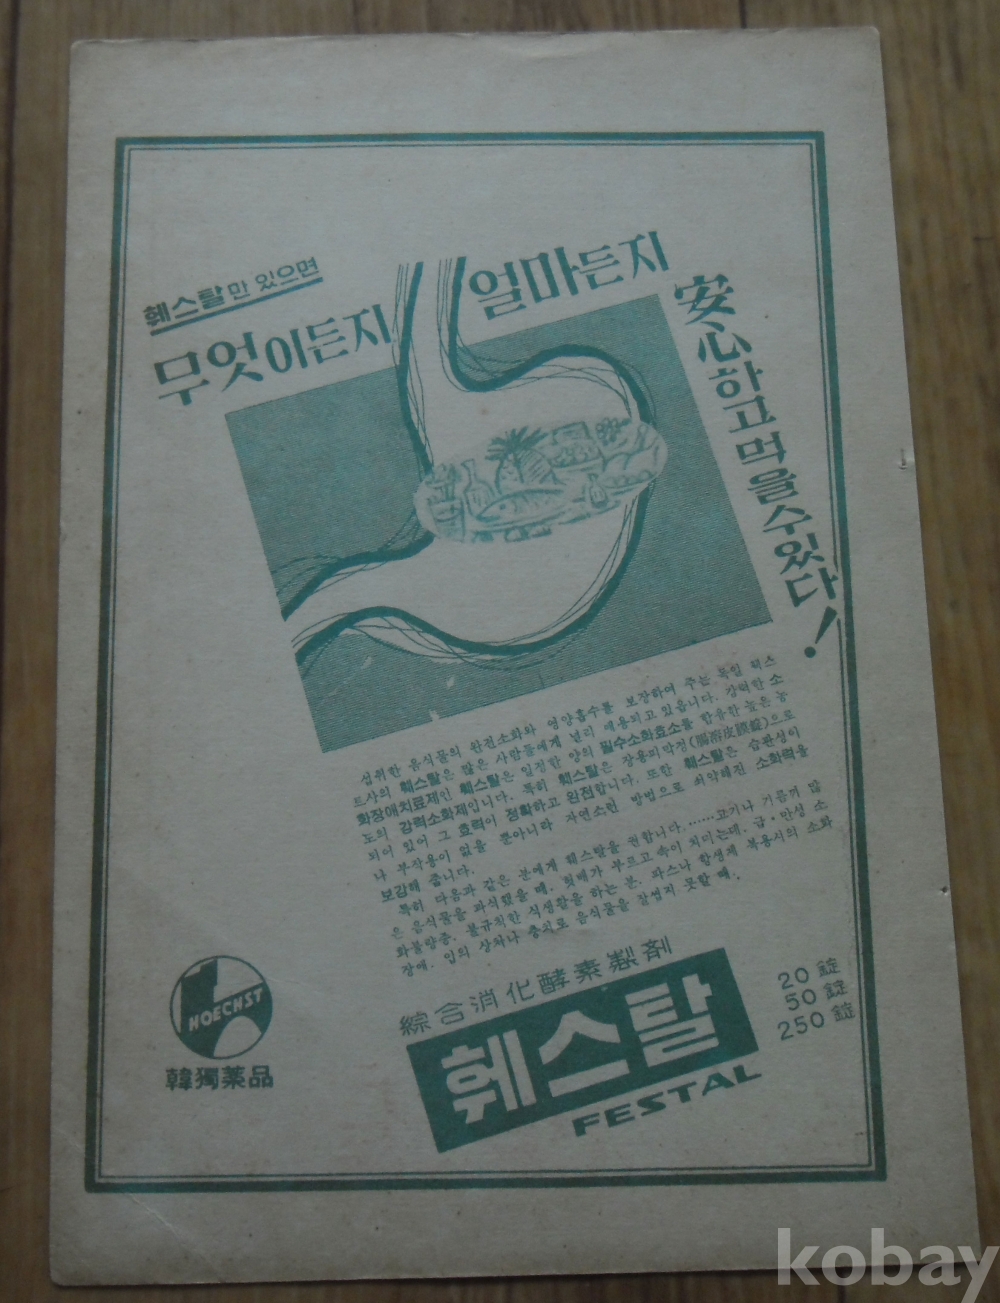 훼스탈만 있으면
무엇이든지 얼마든지
安心하고 먹을수있다!
섭취한 음식물의 완전소화와 영양흡수를 보장하여 주는 독일 훽스
트사의 훼스탈은 많은 사람들에게 널리 애용되고 있읍니다. 강력한 소
화장애치료제인 훼스탈은 일정한 양의 필수소화효소를 함유한 높은 농
도의 강력소화제입니다. 특히 훼스탈은 장용피막정(腸溶皮膜錠)으로
되어 있어 그 효력이 정확하고 완전합니다. 또한 훼스탈은 습관성이
나 부작용이 없을 뿐아니라 자연스런 방법으로 쇠약해진 소화력을
보강해 줍니다.
특히 다음과 같은 분에게 훼스탈을 권합니다.……고기나 기름끼 많
은 음식물을 과식했을 때. 헛배가 부르고 속이 치미는데. 급·만성 소
화불량증. 불규칙한 식생활을 하는 분. 파스나 항생제 복용시의 소화
장애. 입의 상처나 충치로 음식물을 잘씹지 못할 때.
綜合消化酵素製剤
훼스탈
FESTAL
20錠
50錠
250錠
HOECHST
韓獨薬品
kobay